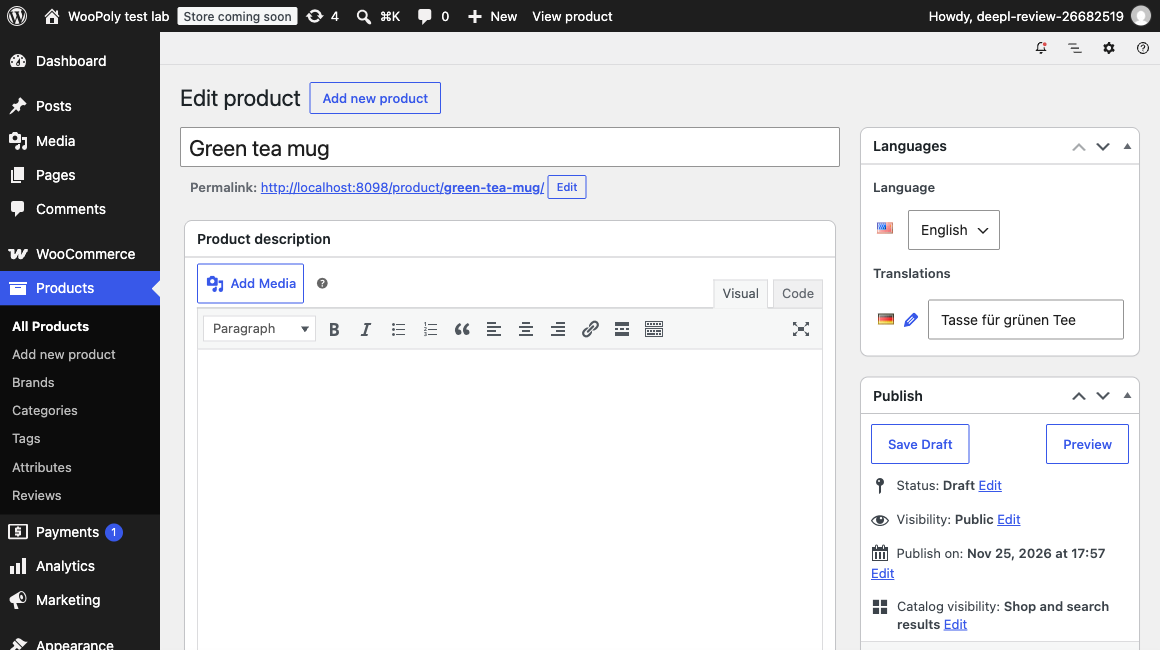 WooPoly test lab Store coming soon 4 ⌘K 0 New View product Howdy, deepl-review-26682519
Dashboard
Posts
Media
Pages
Comments
WooCommerce
Products
All Products
Add new product
Brands
Categories
Tags
Attributes
Reviews
Payments 1
Analytics
Marketing
Appearance
Edit product Add new product
Green tea mug
Permalink: http://localhost:8098/product/green-tea-mug/ Edit
Product description
Add Media
Visual Code
Paragraph
Languages
Language
English
Translations
Tasse für grünen Tee
Publish
Save Draft Preview
Status: Draft Edit
Visibility: Public Edit
Publish on: Nov 25, 2026 at 17:57
Edit
Catalog visibility: Shop and search
results Edit